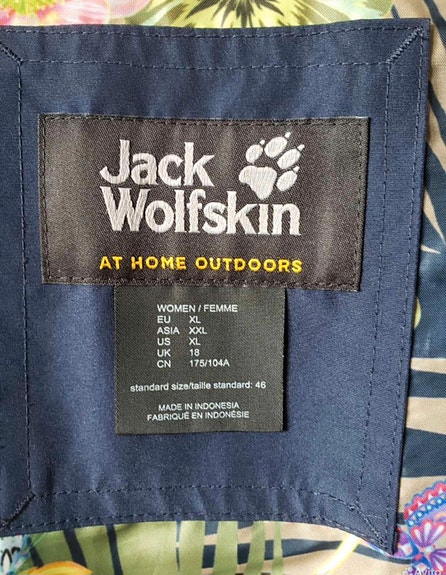 Jack
Wolfskin
AT HOME OUTDOORS
WOMEN / FEMME
EU XL
ASIA XXL
US XL
UK 18
CN 175/104A
standard size/taille standard: 46
MADE IN INDONESIA
FABRIQUÉ EN INDONÉSIE